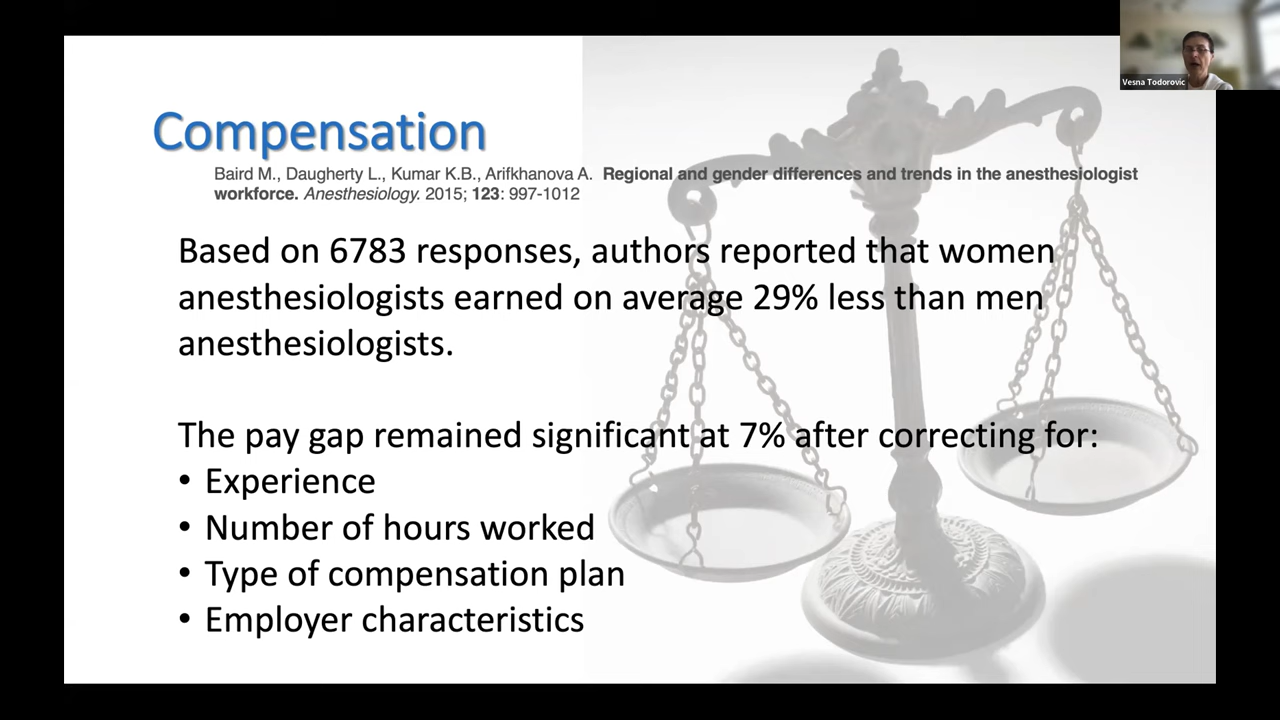 Vesna Todorovic
Compensation
Baird M., Daugherty L., Kumar K.B., Arifkhanova A. Regional and gender differences and trends in the anesthesiologist
workforce. Anesthesiology. 2015; 123: 997-1012
Based on 6783 responses, authors reported that women
anesthesiologists earned on average 29% less than men
anesthesiologists.
The pay gap remained significant at 7% after correcting for:
• Experience
• Number of hours worked
• Type of compensation plan
• Employer characteristics